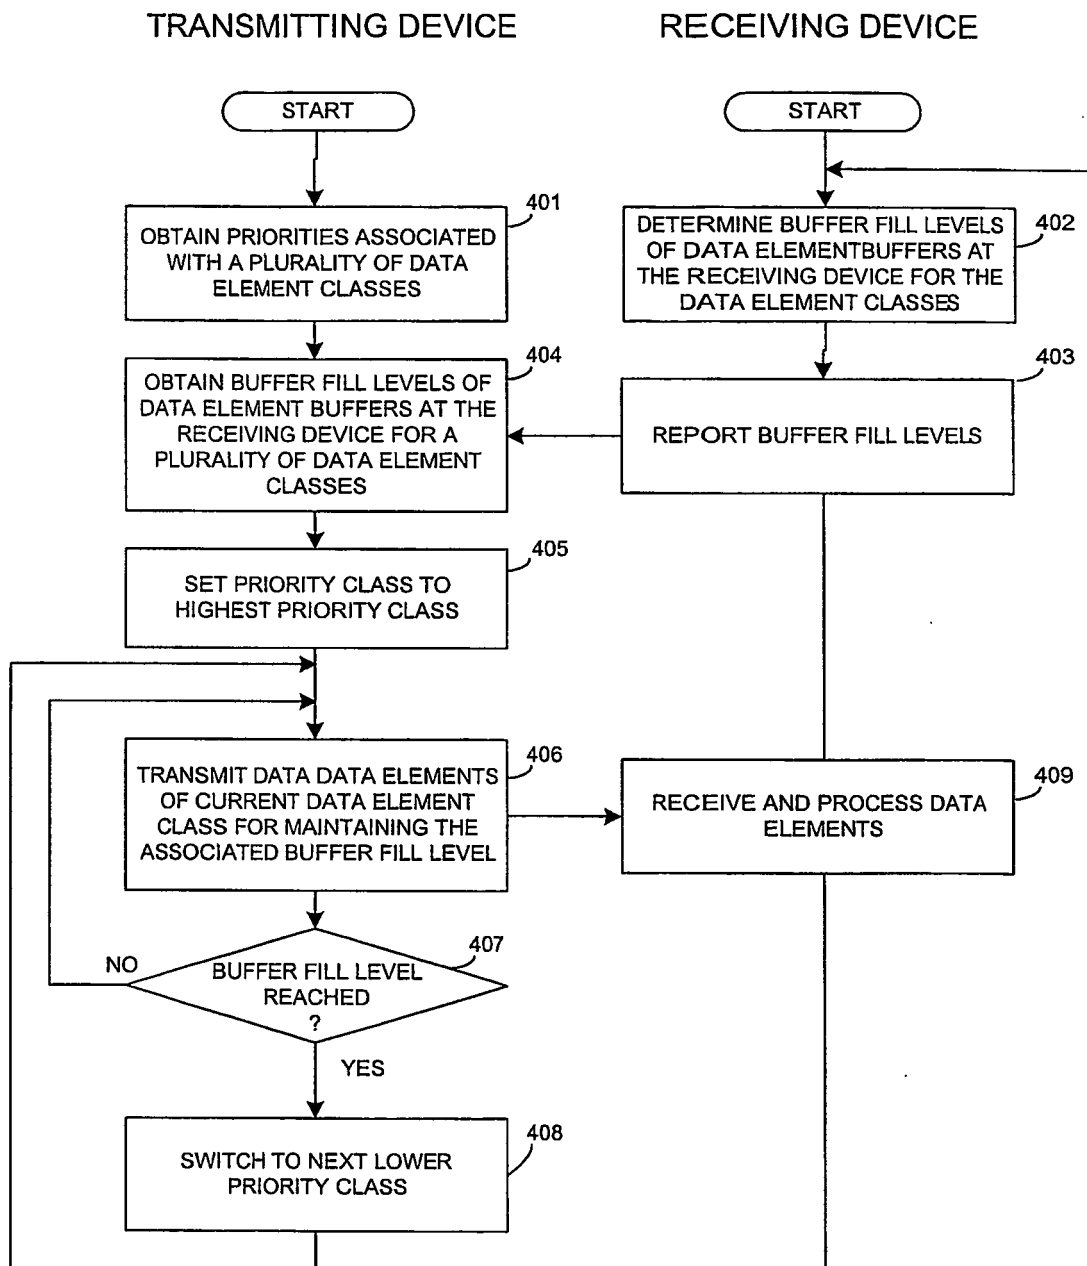 TRANSMITTING DEVICE
RECEIVING DEVICE
START
START
401
OBTAIN PRIORITIES ASSOCIATED
WITH A PLURALITY OF DATA
ELEMENT CLASSES
402
DETERMINE BUFFER FILL LEVELS
OF DATA ELEMENTBUFFERS AT
THE RECEIVING DEVICE FOR THE
DATA ELEMENT CLASSES
404
OBTAIN BUFFER FILL LEVELS OF
DATA ELEMENT BUFFERS AT THE
RECEIVING DEVICE FOR A
PLURALITY OF DATA ELEMENT
CLASSES
403
REPORT BUFFER FILL LEVELS
405
SET PRIORITY CLASS TO
HIGHEST PRIORITY CLASS
406
TRANSMIT DATA DATA ELEMENTS
OF CURRENT DATA ELEMENT
CLASS FOR MAINTAINING THE
ASSOCIATED BUFFER FILL LEVEL
409
RECEIVE AND PROCESS DATA
ELEMENTS
407
NO
BUFFER FILL LEVEL
REACHED
?
YES
408
SWITCH TO NEXT LOWER
PRIORITY CLASS